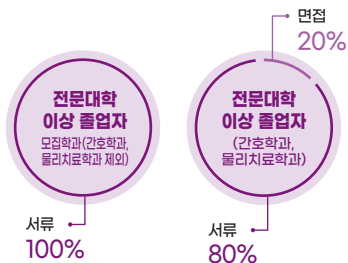 전문대학
이상 졸업자
모집학과(간호학과,
물리치료학과 제외)
서류
100%
면접
20%
전문대학
이상 졸업자
(간호학과,
물리치료학과)
서류
80%